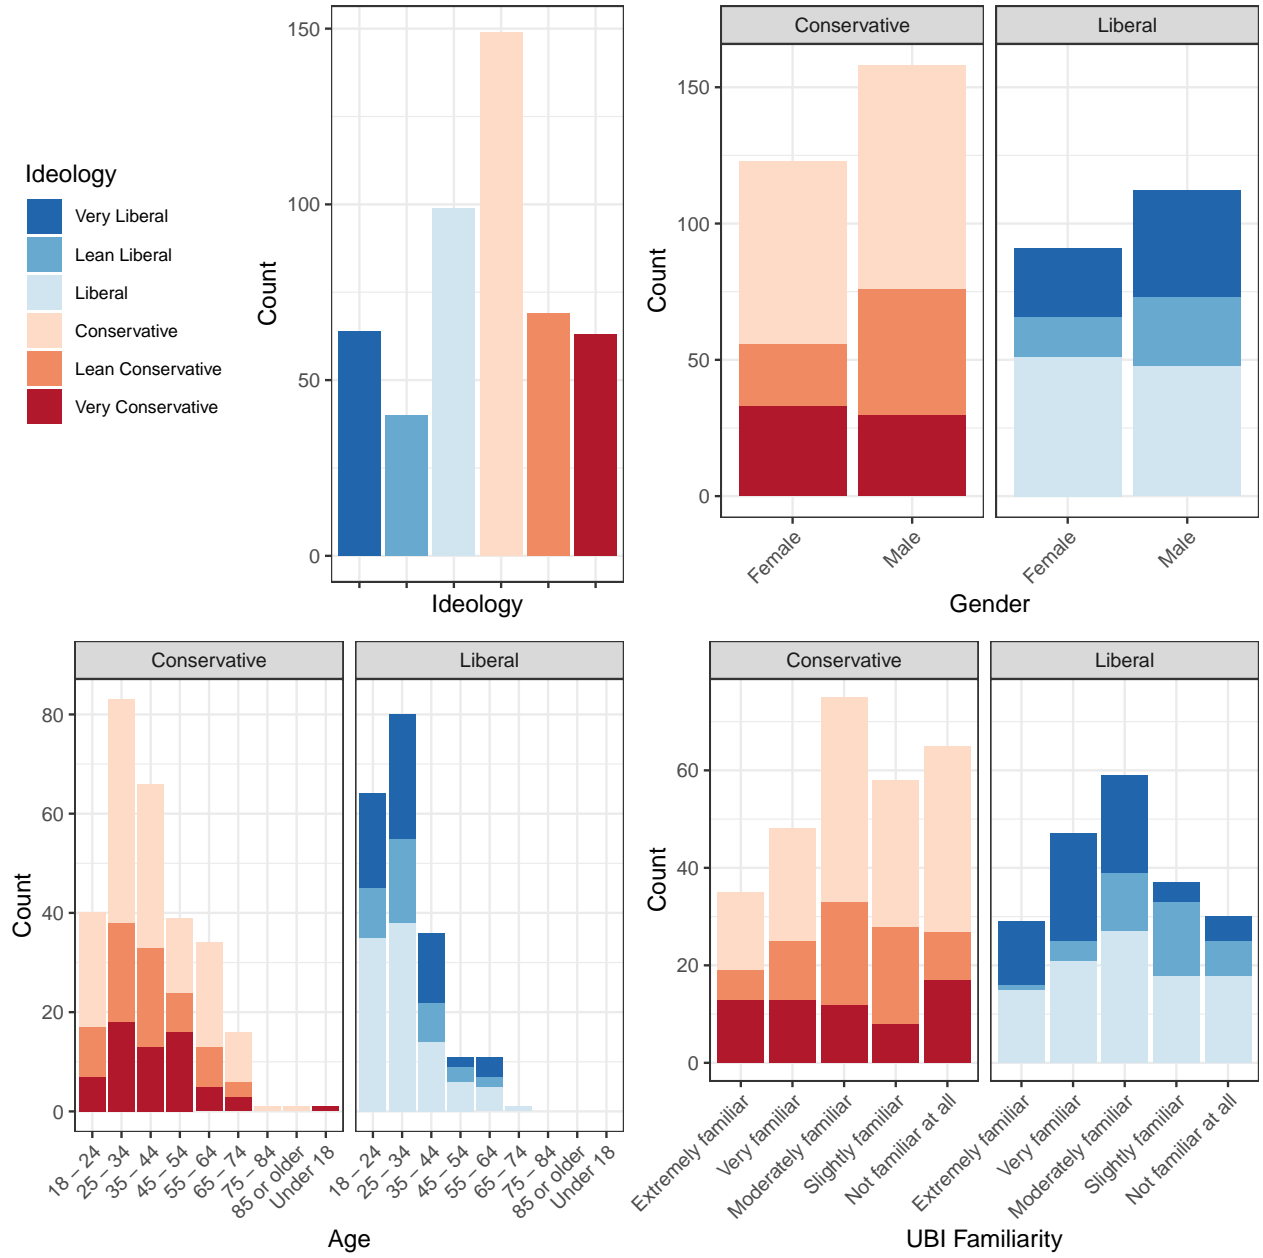 Ideology
Very Liberal
Lean Liberal
Liberal
Conservative
Lean Conservative
Very Conservative
Count
150
100
50
0
Ideology
Conservative
Liberal
Count
150
100
50
0
Female
Male
Female
Male
Gender
Conservative
Liberal
Count
80
60
40
20
0
18 – 24
25 – 34
35 – 44
45 – 54
55 – 64
65 – 74
75 – 84
85 or older
Under 18
18 – 24
25 – 34
35 – 44
45 – 54
55 – 64
65 – 74
75 – 84
85 or older
Under 18
Age
Conservative
Liberal
Count
60
40
20
0
Extremely familiar
Very familiar
Moderately familiar
Slightly familiar
Not familiar at all
Extremely familiar
Very familiar
Moderately familiar
Slightly familiar
Not familiar at all
UBI Familiarity